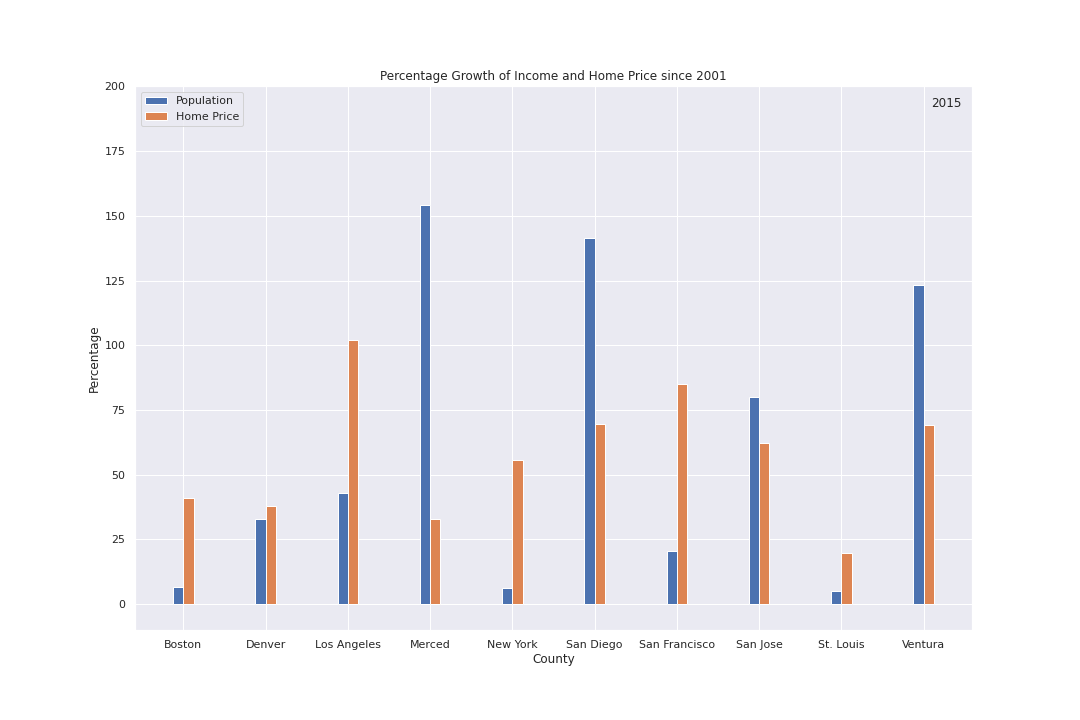 Percentage Growth of Income and Home Price since 2001
Population
Home Price
2015
200
175
150
125
100
75
50
25
0
Percentage
Boston Denver Los Angeles Merced New York San Diego San Francisco San Jose St. Louis Ventura
County